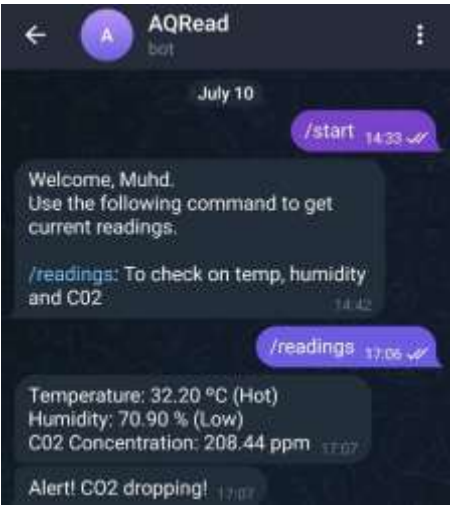 A
AQRead
bot
July 10
/start 14:33
Welcome, Muhd.
Use the following command to get
current readings.
/readings: To check on temp, humidity
and C02
14:42
/readings 17:06
Temperature: 32.20 ºC (Hot)
Humidity: 70.90 % (Low)
C02 Concentration: 208.44 ppm 17:07
Alert! CO2 dropping! 17:07